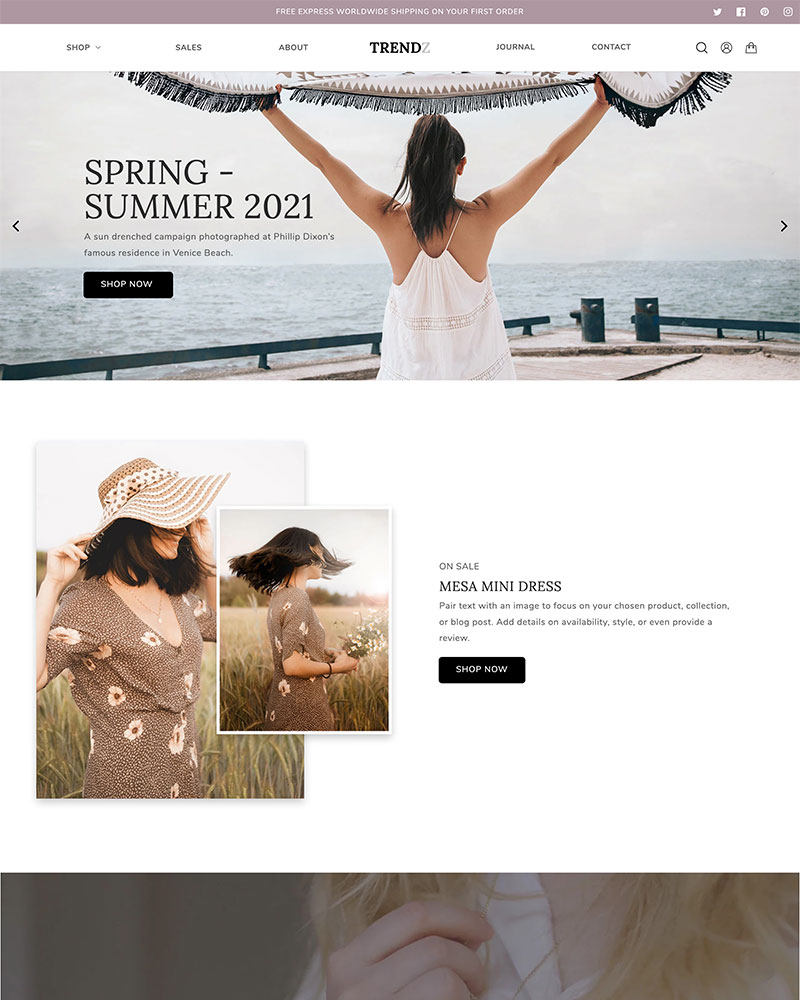 FREE EXPRESS WORLDWIDE SHIPPING ON YOUR FIRST ORDER
SHOP
SALES
ABOUT
TRENDZ
JOURNAL
CONTACT
SPRING -
SUMMER 2021
A sun drenched campaign photographed at Phillip Dixon's
famous residence in Venice Beach.
SHOP NOW
ON SALE
MESA MINI DRESS
Pair text with an image to focus on your chosen product, collection,
or blog post. Add details on availability, style, or even provide a
review.
SHOP NOW